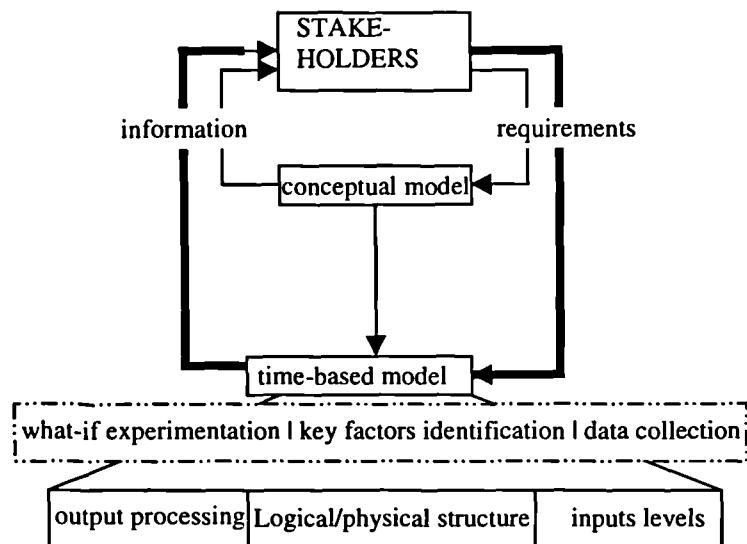 STAKE-
HOLDERS
information
requirements
conceptual model
time-based model
what-if experimentation | key factors identification | data collection
output processing
Logical/physical structure
inputs levels